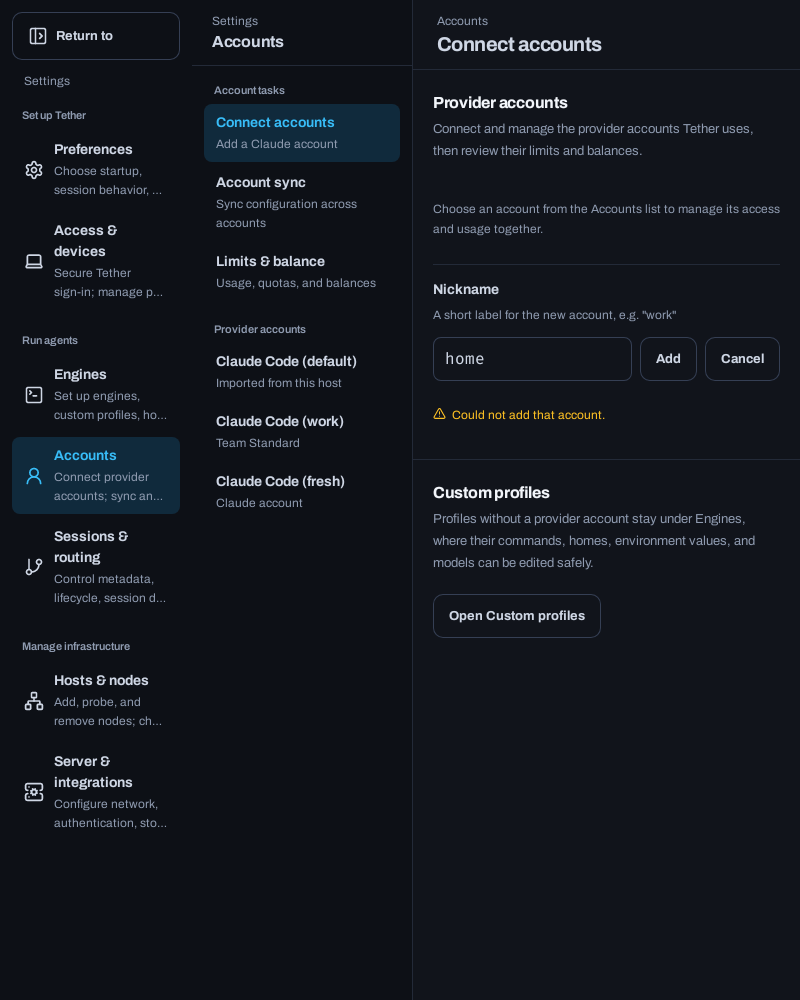 Return to
Settings
Set up Tether
Preferences
Choose startup,
session behavior, ...
Access &
devices
Secure Tether
sign-in; manage p...
Run agents
Engines
Set up engines,
custom profiles, ho...
Accounts
Connect provider
accounts; sync an...
Sessions &
routing
Control metadata,
lifecycle, session d...
Manage infrastructure
Hosts & nodes
Add, probe, and
remove nodes; ch...
Server &
integrations
Configure network,
authentication, sto...
Settings
Accounts
Account tasks
Connect accounts
Add a Claude account
Account sync
Sync configuration across
accounts
Limits & balance
Usage, quotas, and balances
Provider accounts
Claude Code (default)
Imported from this host
Claude Code (work)
Team Standard
Claude Code (fresh)
Claude account
Accounts
Connect accounts
Provider accounts
Connect and manage the provider accounts Tether uses,
then review their limits and balances.
Choose an account from the Accounts list to manage its access
and usage together.
Nickname
A short label for the new account, e.g. "work"
home
Add
Cancel
Could not add that account.
Custom profiles
Profiles without a provider account stay under Engines,
where their commands, homes, environment values, and
models can be edited safely.
Open Custom profiles